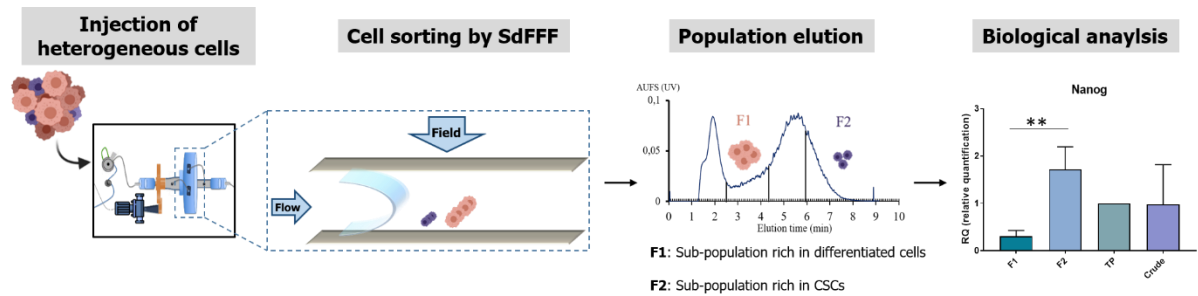 Injection of
heterogeneous cells
Cell sorting by SdFFF
Field
Flow
Population elution
AUFS (UV)
0,1
0,05
0
F1
F2
0 1 2 3 4 5 6 7 8 9 10
Elution time (min)
F1: Sub-population rich in differentiated cells
F2: Sub-population rich in CSCs
Biological anaylsis
Nanog
**
RQ (relative quantification)
3
2
1
0
F1 F2 TP Crude